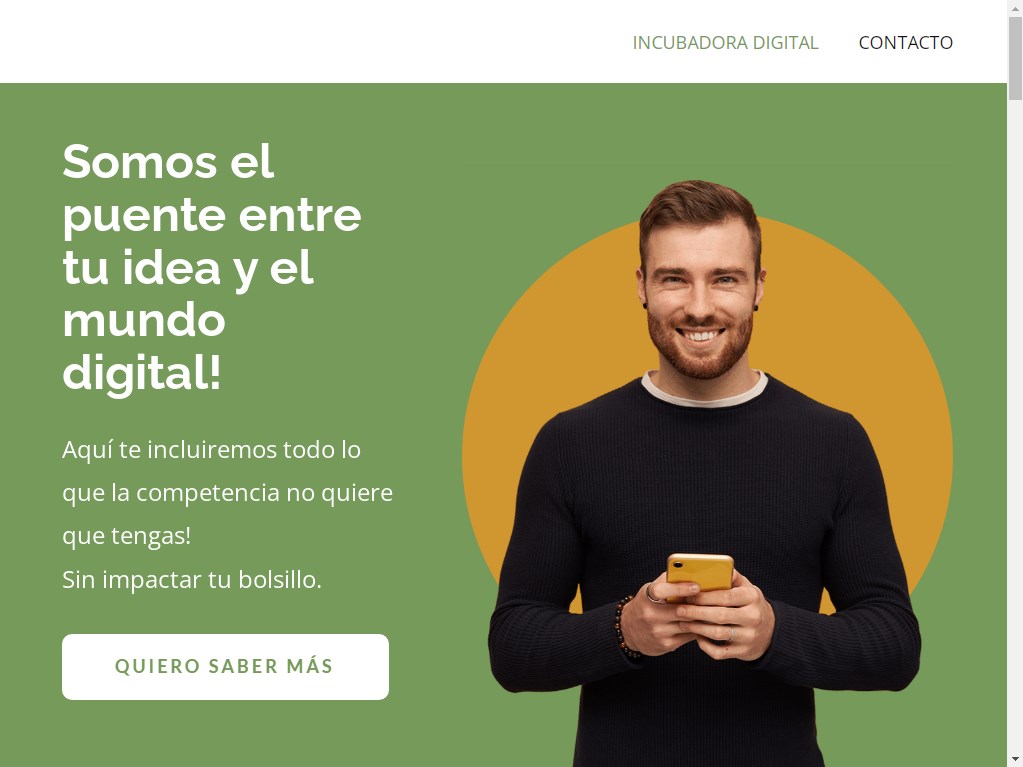 INCUBADORA DIGITAL
CONTACTO
Somos el
puente entre
tu idea y el
mundo
digital!
Aquí te incluiremos todo lo
que la competencia no quiere
que tengas!
Sin impactar tu bolsillo.
QUIERO SABER MÁS